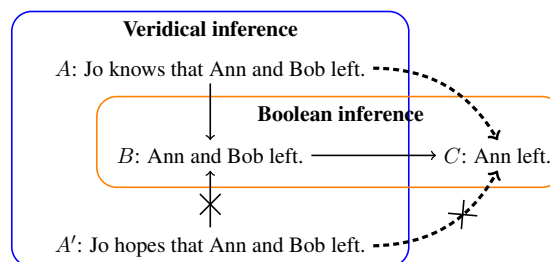 Veridical inference
A: Jo knows that Ann and Bob left.
Boolean inference
B: Ann and Bob left.
C: Ann left.
A′: Jo hopes that Ann and Bob left.